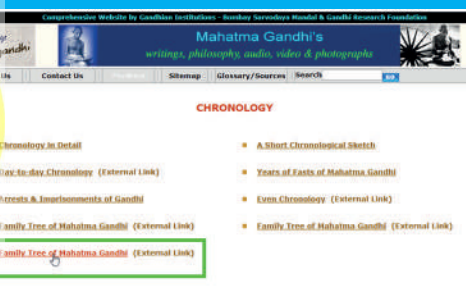 Comprehensive Website by Gandhian Institutions - Bombay Sarvodaya Mandal & Gandhi Research Foundation
Mahatma Gandhi's
writings, philosophy, audio, video & photographs
Us Contact Us Sitemap Glossary/Sources Search GO
CHRONOLOGY
Chronology in Detail
A Short Chronological Sketch
Day-to-day Chronology (External Link)
Years of Fasts of Mahatma Gandhi
Arrests & Imprisonments of Gandhi
Even Chronology (External Link)
Family Tree of Mahatma Gandhi (External Link)
Family Tree of Mahatma Gandhi (External Link)
Family Tree of Mahatma Gandhi (External Link)